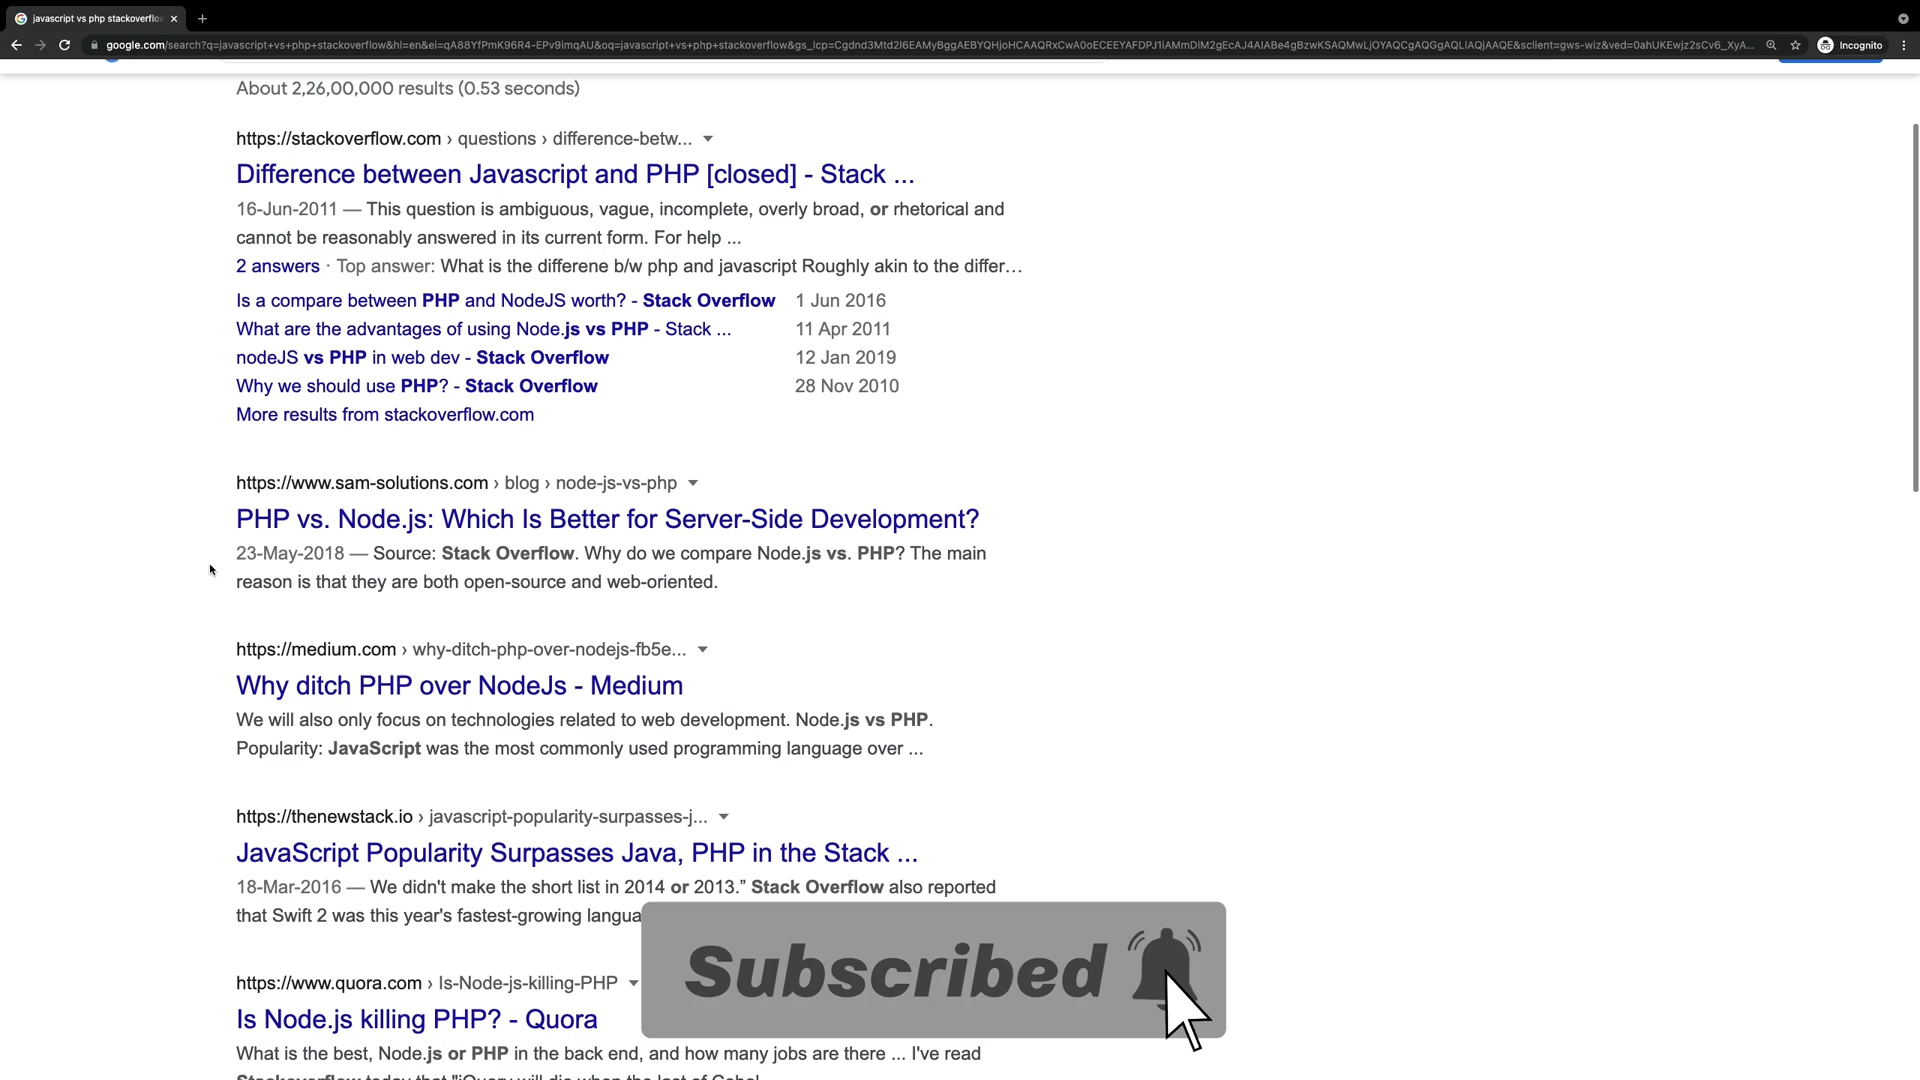 javascript vs php stackoverflow
google.com/search?q=javascript+vs+php+stackoverflow&hl=en&ei=qA88YfPmK96R4-EPv9imqAU&oq=javascript+vs+php+stackoverflow&gs_lcp=
Incognito
About 2,26,00,000 results (0.53 seconds)
https://stackoverflow.com › questions › difference-betw...
Difference between Javascript and PHP [closed] - Stack ...
16-Jun-2011 — This question is ambiguous, vague, incomplete, overly broad, or rhetorical and
cannot be reasonably answered in its current form. For help ...
2 answers · Top answer: What is the differene b/w php and javascript Roughly akin to the differ...
Is a compare between PHP and NodeJS worth? - Stack Overflow 1 Jun 2016
What are the advantages of using Node.js vs PHP - Stack ... 11 Apr 2011
nodeJS vs PHP in web dev - Stack Overflow 12 Jan 2019
Why we should use PHP? - Stack Overflow 28 Nov 2010
More results from stackoverflow.com
https://www.sam-solutions.com › blog › node-js-vs-php
PHP vs. Node.js: Which Is Better for Server-Side Development?
23-May-2018 — Source: Stack Overflow. Why do we compare Node.js vs. PHP? The main
reason is that they are both open-source and web-oriented.
https://medium.com › why-ditch-php-over-nodejs-fb5e...
Why ditch PHP over NodeJs - Medium
We will also only focus on technologies related to web development. Node.js vs PHP.
Popularity: JavaScript was the most commonly used programming language over ...
https://thenewstack.io › javascript-popularity-surpasses-j...
JavaScript Popularity Surpasses Java, PHP in the Stack ...
18-Mar-2016 — We didn't make the short list in 2014 or 2013.” Stack Overflow also reported
that Swift 2 was this year's fastest-growing langua
Subscribed
https://www.quora.com › Is-Node-js-killing-PHP
Is Node.js killing PHP? - Quora
What is the best, Node.js or PHP in the back end, and how many jobs are there ... I've read